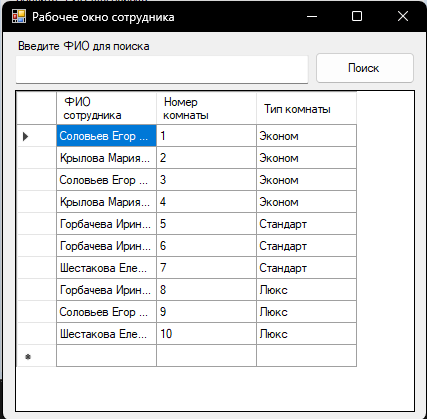 Рабочее окно сотрудника
Введите ФИО для поиска
Поиск
ФИО сотрудника Номер комнаты Тип комнаты
Соловьев Егор ... 1 Эконом
Крылова Мария... 2 Эконом
Соловьев Егор ... 3 Эконом
Крылова Мария... 4 Эконом
Горбачева Ирин... 5 Стандарт
Горбачева Ирин... 6 Стандарт
Шестакова Еле... 7 Стандарт
Горбачева Ирин... 8 Люкс
Соловьев Егор ... 9 Люкс
Шестакова Еле... 10 Люкс